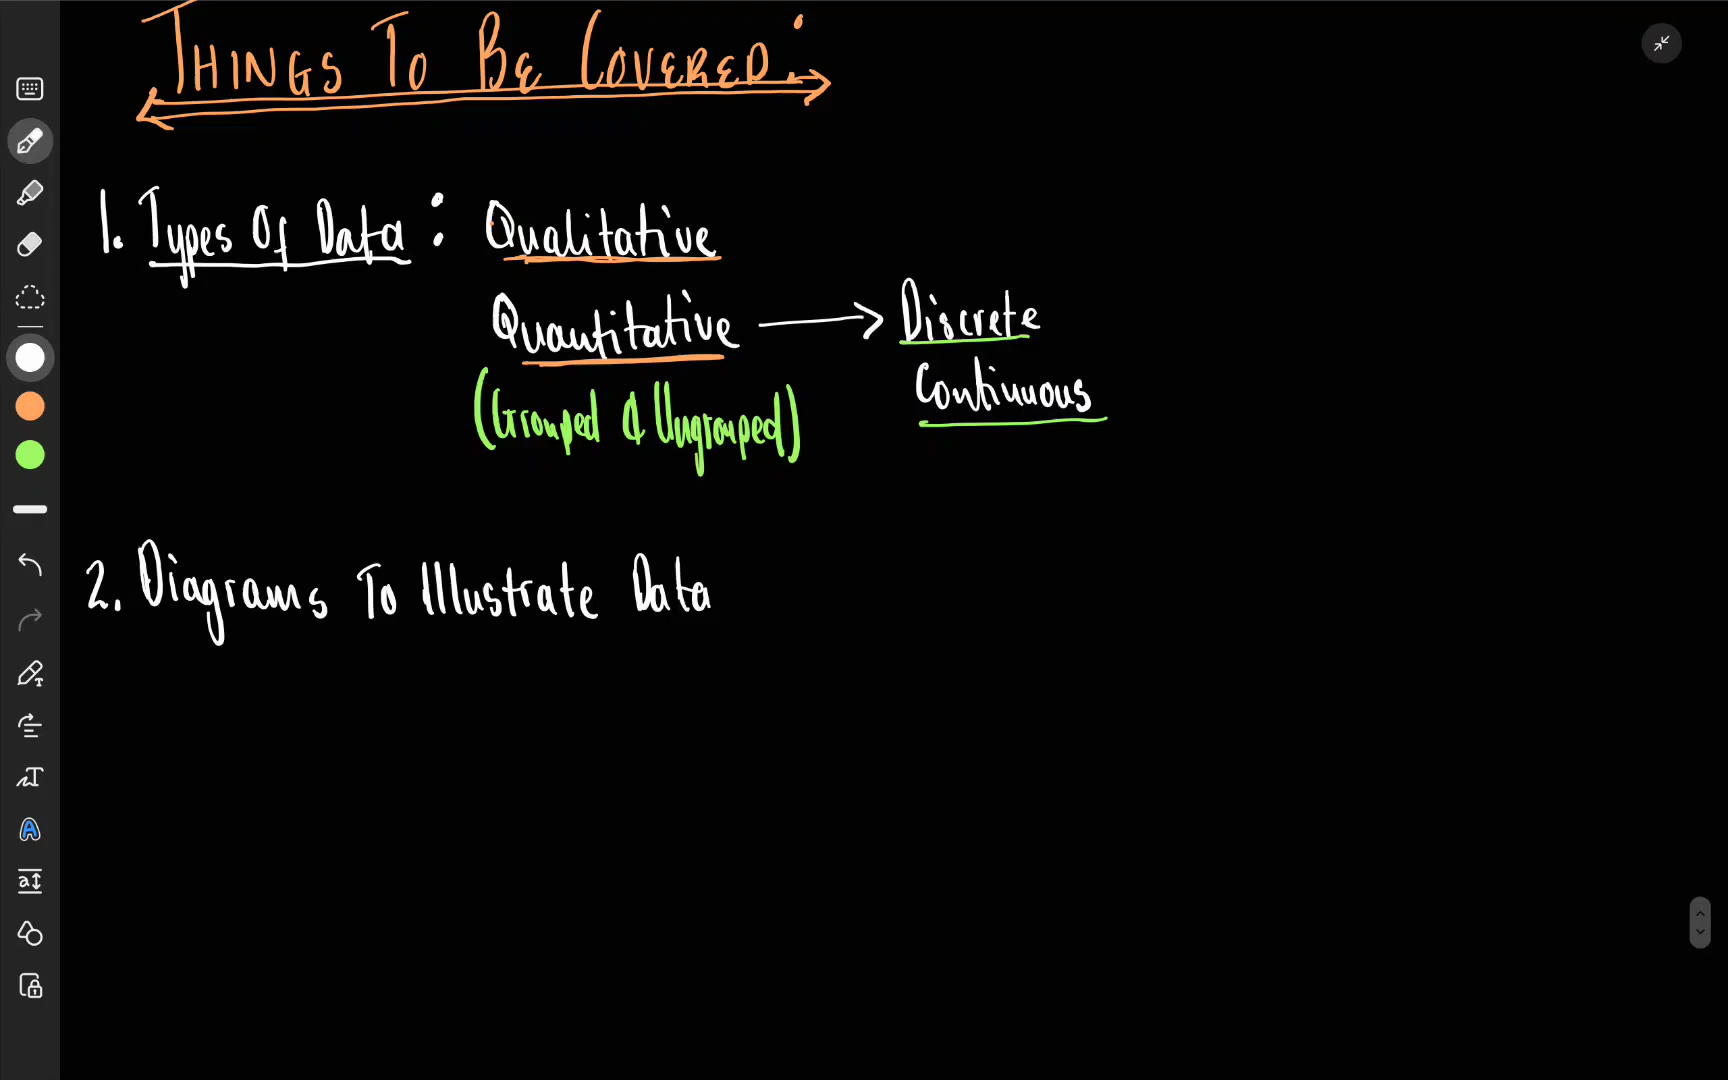 THINGS TO BE COVERED:
1. Types Of Data: Qualitative
Quantitative → Discrete
Continuous
(Grouped & Ungrouped)
2. Diagrams To Illustrate Data